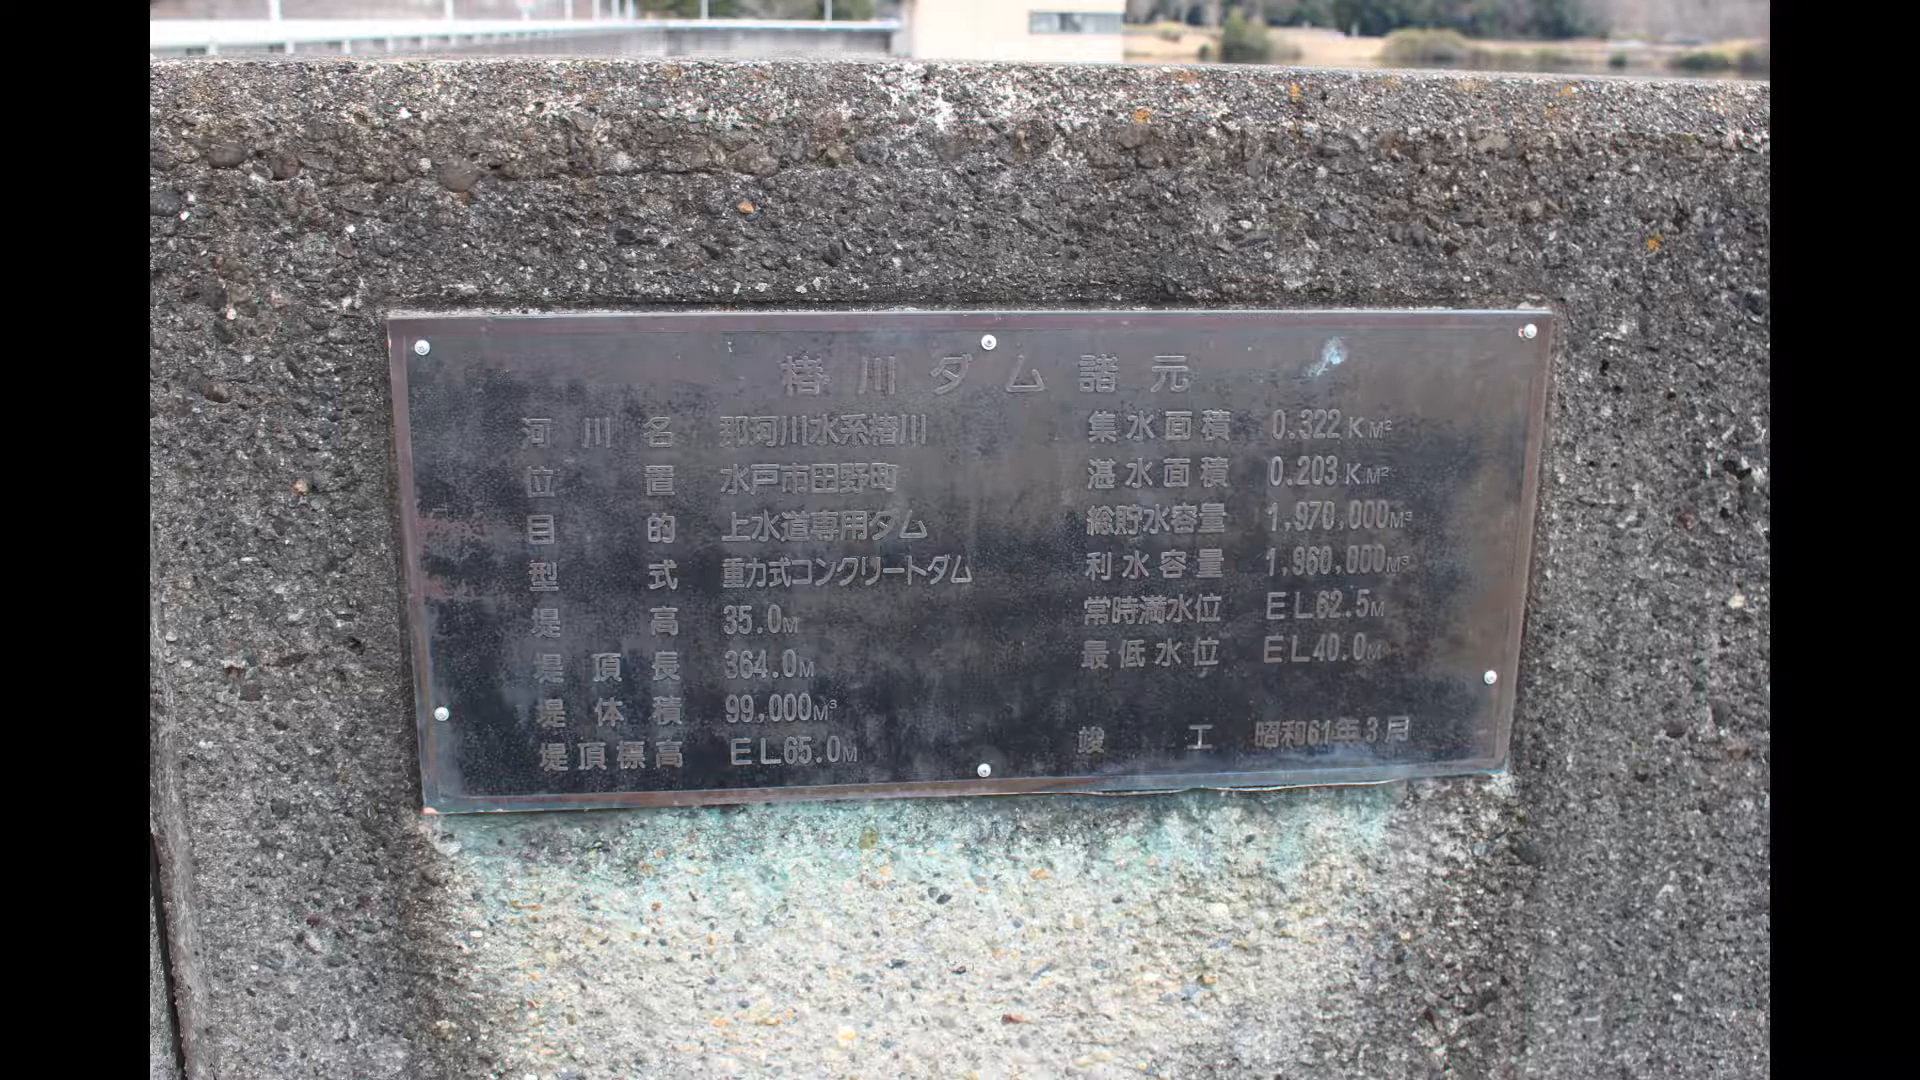 楮川ダム諸元
河川名 那珂川水系楮川
位置 水戸市田野町
目的 上水道専用ダム
型式 重力式コンクリートダム
堤高 35.0M
堤頂長 364.0M
堤体積 99,000M³
堤頂標高 EL65.0M
集水面積 0.322KM²
湛水面積 0.203KM²
総貯水容量 1,970,000M³
利水容量 1,960,000M³
常時満水位 EL62.5M
最低水位 EL40.0M
竣工 昭和61年3月